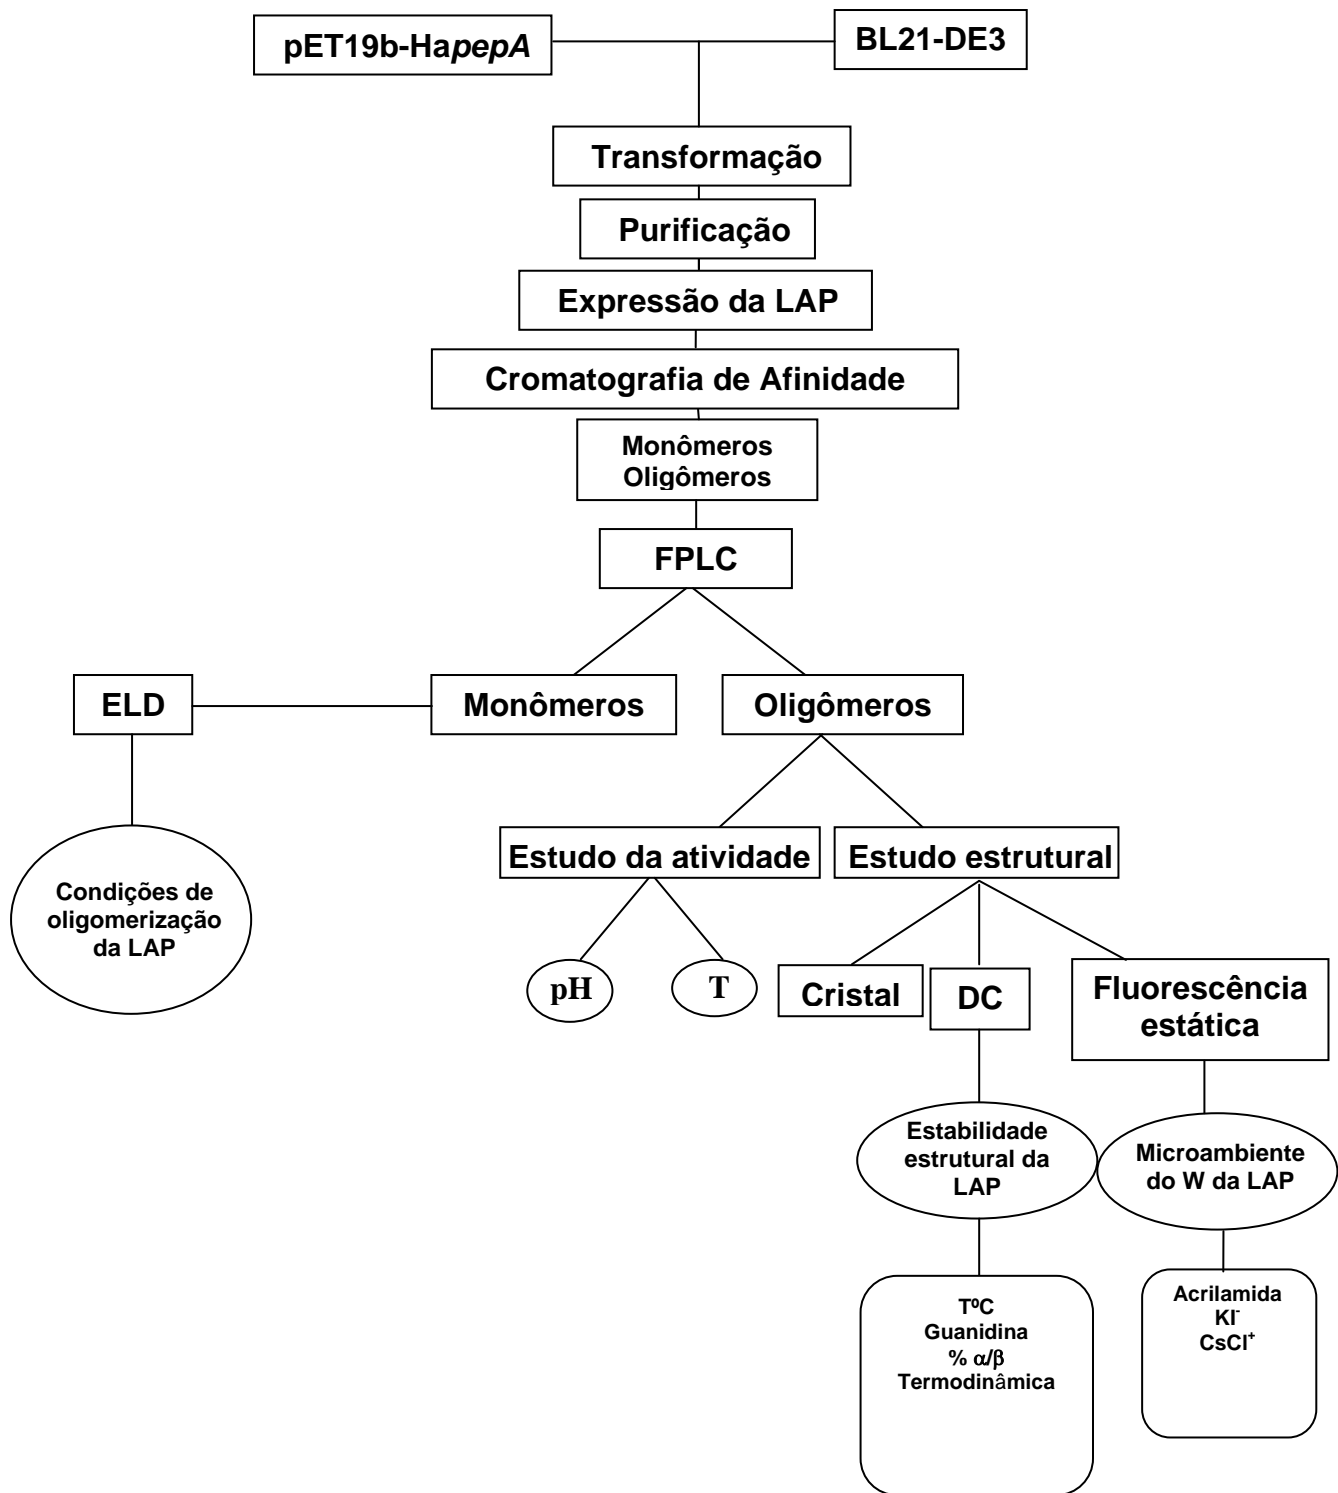 pET19b-HapepA
BL21-DE3
Transformação
Purificação
Expressão da LAP
Cromatografia de Afinidade
Monômeros
Oligômeros
FPLC
ELD
Monômeros
Oligômeros
Condições de
oligomerização
da LAP
Estudo da atividade
Estudo estrutural
pH
T
Cristal
DC
Fluorescência
estática
Estabilidade
estrutural da
LAP
Microambiente
do W da LAP
TºC
Guanidina
% α/β
Termodinâmica
Acrilamida
KI⁻
CsCl⁺